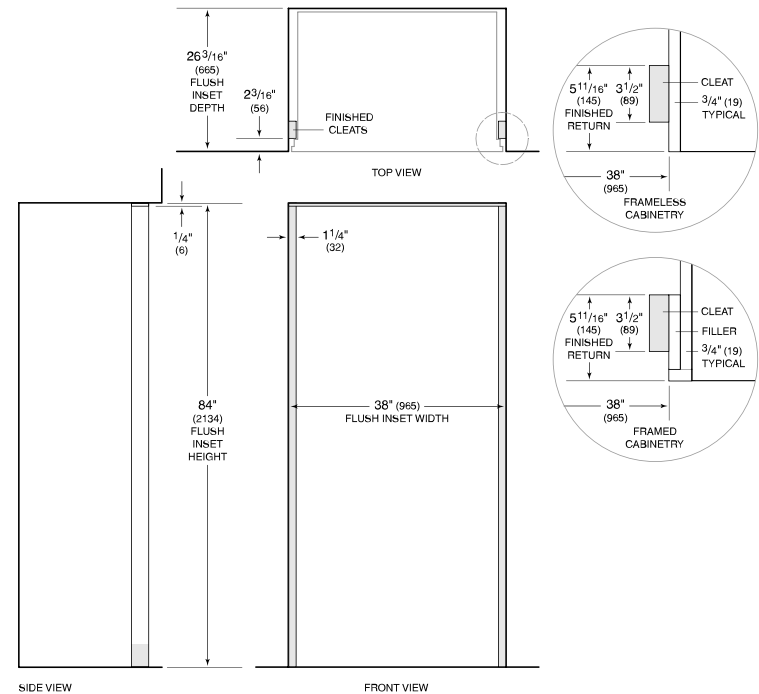 26 3/16"
(665)
FLUSH
INSET
DEPTH
2 3/16"
(56)
FINISHED
CLEATS
TOP VIEW
5 11/16"
(145)
FINISHED
RETURN
3 1/2"
(89)
CLEAT
3/4" (19)
TYPICAL
38"
(965)
FRAMELESS
CABINETRY
1/4"
(6)
1 1/4"
(32)
5 11/16"
(145)
FINISHED
RETURN
3 1/2"
(89)
CLEAT
FILLER
3/4" (19)
TYPICAL
38"
(965)
FRAMED
CABINETRY
84"
(2134)
FLUSH
INSET
HEIGHT
38" (965)
FLUSH INSET WIDTH
SIDE VIEW
FRONT VIEW